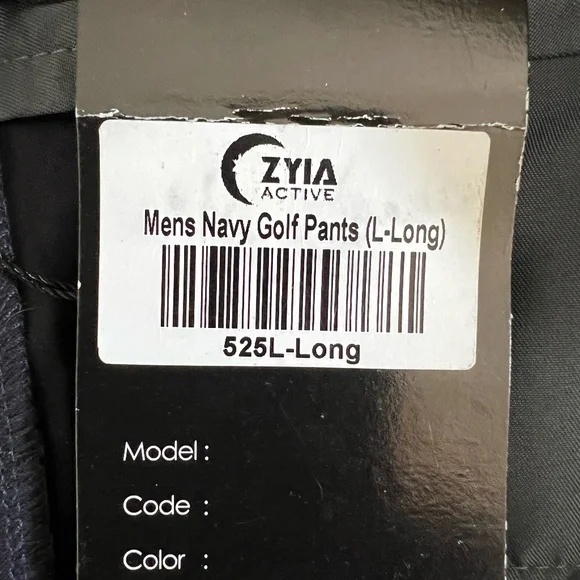 ZYIA
ACTIVE
Mens Navy Golf Pants (L-Long)
525L-Long
Model :
Code :
Color :